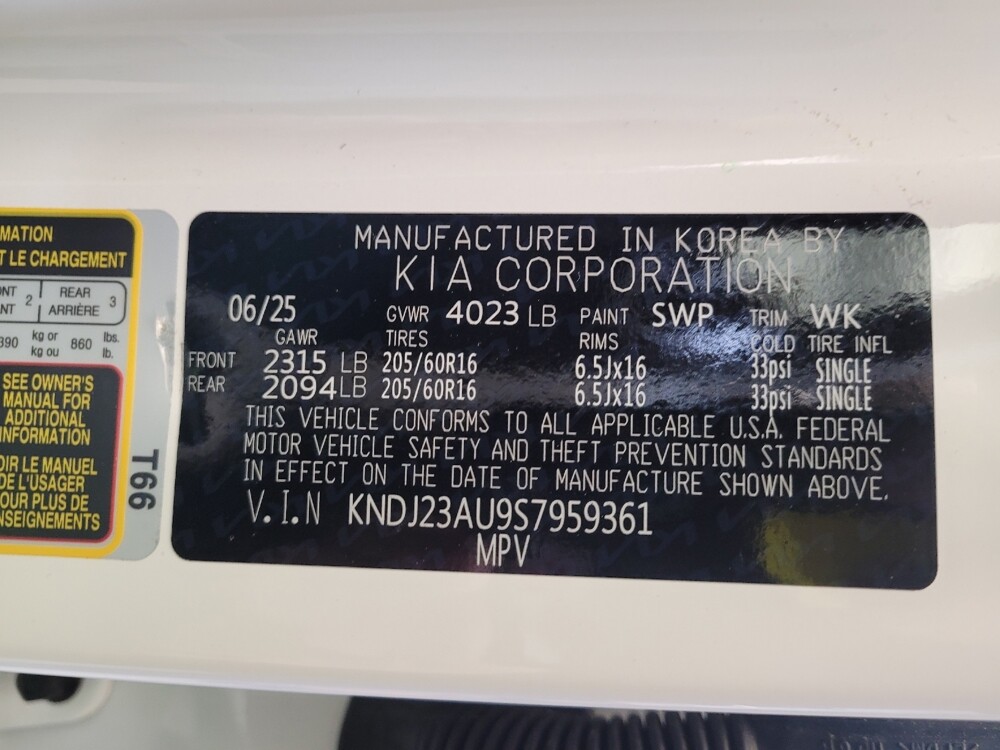 MATION
T LE CHARGEMENT
NT 2 REAR 3
NT ARRIÈRE
390 kg or 860 lbs.
kg ou lb.
SEE OWNER'S
MANUAL FOR
ADDITIONAL
INFORMATION
OIR LE MANUEL
DE L'USAGER
OUR PLUS DE
NSEIGNEMENTS
T66
MANUFACTURED IN KOREA BY
KIA CORPORATION
06/25 GVWR 4023 LB PAINT SWP TRIM WK
GAWR TIRES RIMS COLD TIRE INFL
FRONT 2315 LB 205/60R16 6.5Jx16 33psi SINGLE
REAR 2094 LB 205/60R16 6.5Jx16 33psi SINGLE
THIS VEHICLE CONFORMS TO ALL APPLICABLE U.S.A. FEDERAL
MOTOR VEHICLE SAFETY AND THEFT PREVENTION STANDARDS
IN EFFECT ON THE DATE OF MANUFACTURE SHOWN ABOVE.
V.I.N KNDJ23AU9S7959361
MPV